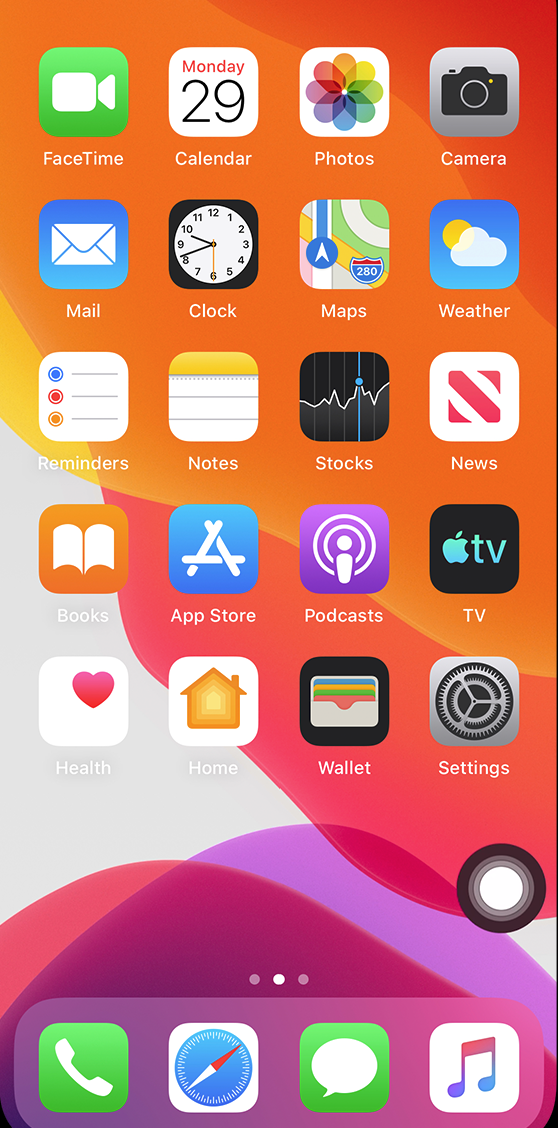 Monday
29
FaceTime Calendar Photos Camera
12
11 1
10 2
9 3
8 4
7 5
6
280
Mail Clock Maps Weather
Reminders Notes Stocks News
tv
Books App Store Podcasts TV
Health Home Wallet Settings